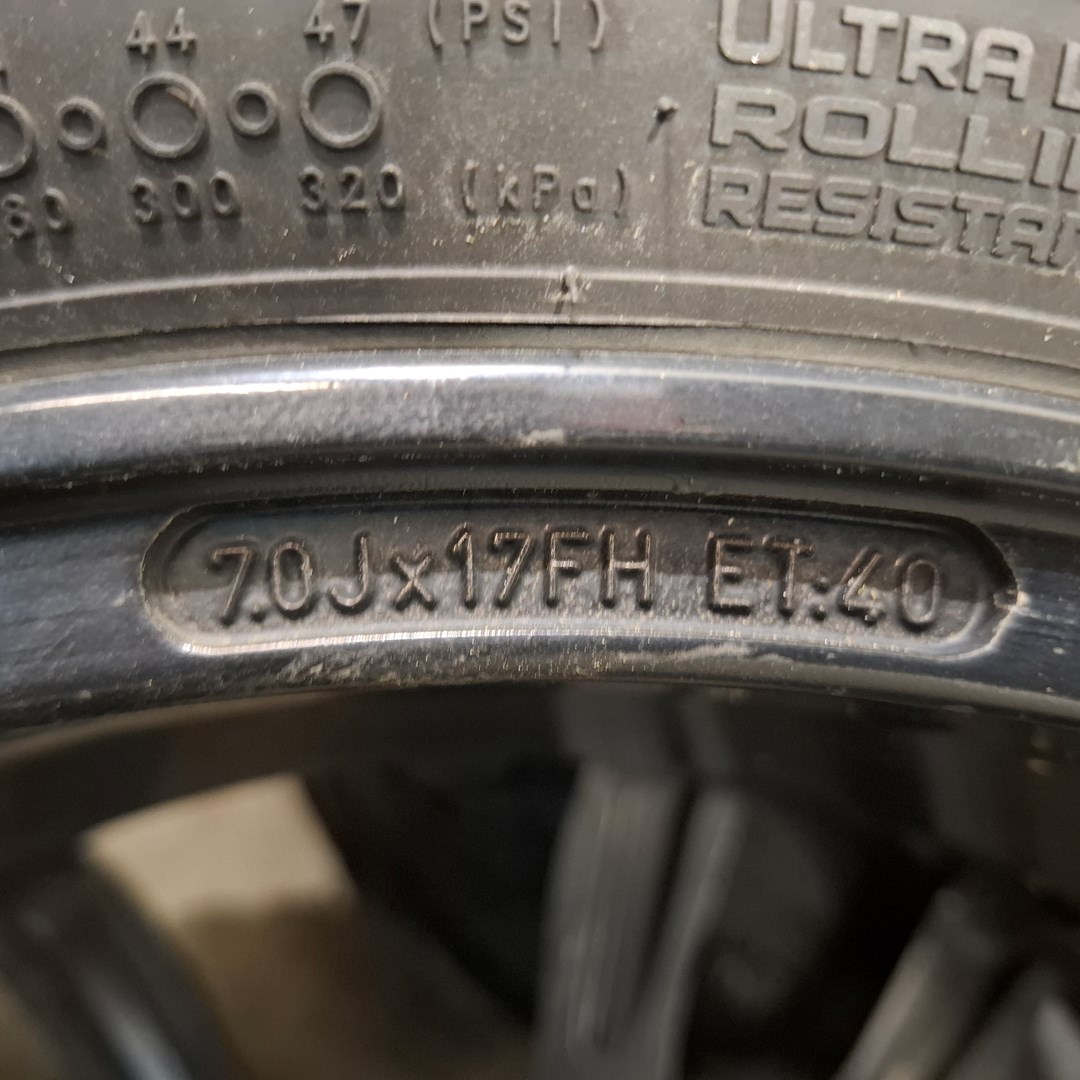 44 47 (PSI)
300 320 (kPa)
ULTRA
ROLLI
RESISTA
7.0Jx17FH ET:40